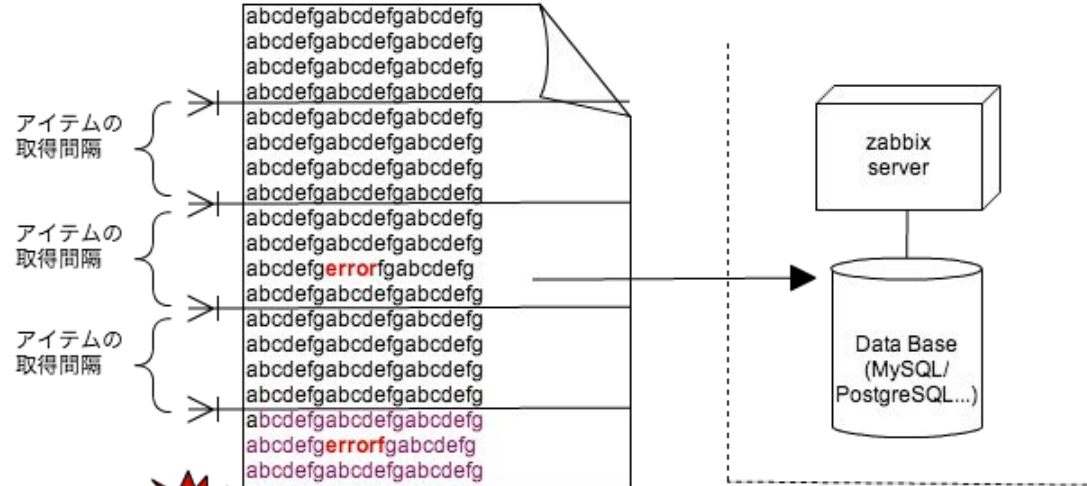 abcdefgabcdefgabcdefg
abcdefgabcdefgabcdefg
abcdefgabcdefgabcdefg
abcdefgabcdefgabcdefg
abcdefgabcdefgabcdefg
abcdefgabcdefgabcdefg
abcdefgabcdefgabcdefg
abcdefgabcdefgabcdefg
abcdefgabcdefgabcdefg
abcdefgabcdefgabcdefg
abcdefgerrorfgabcdefg
abcdefgabcdefgabcdefg
abcdefgabcdefgabcdefg
abcdefgabcdefgabcdefg
abcdefgabcdefgabcdefg
abcdefgabcdefgabcdefg
abcdefgabcdefgabcdefg
abcdefgerrorfgabcdefg
abcdefgabcdefgabcdefg
アイテムの
取得間隔
アイテムの
取得間隔
アイテムの
取得間隔
zabbix
server
Data Base
(MySQL/
PostgreSQL...)